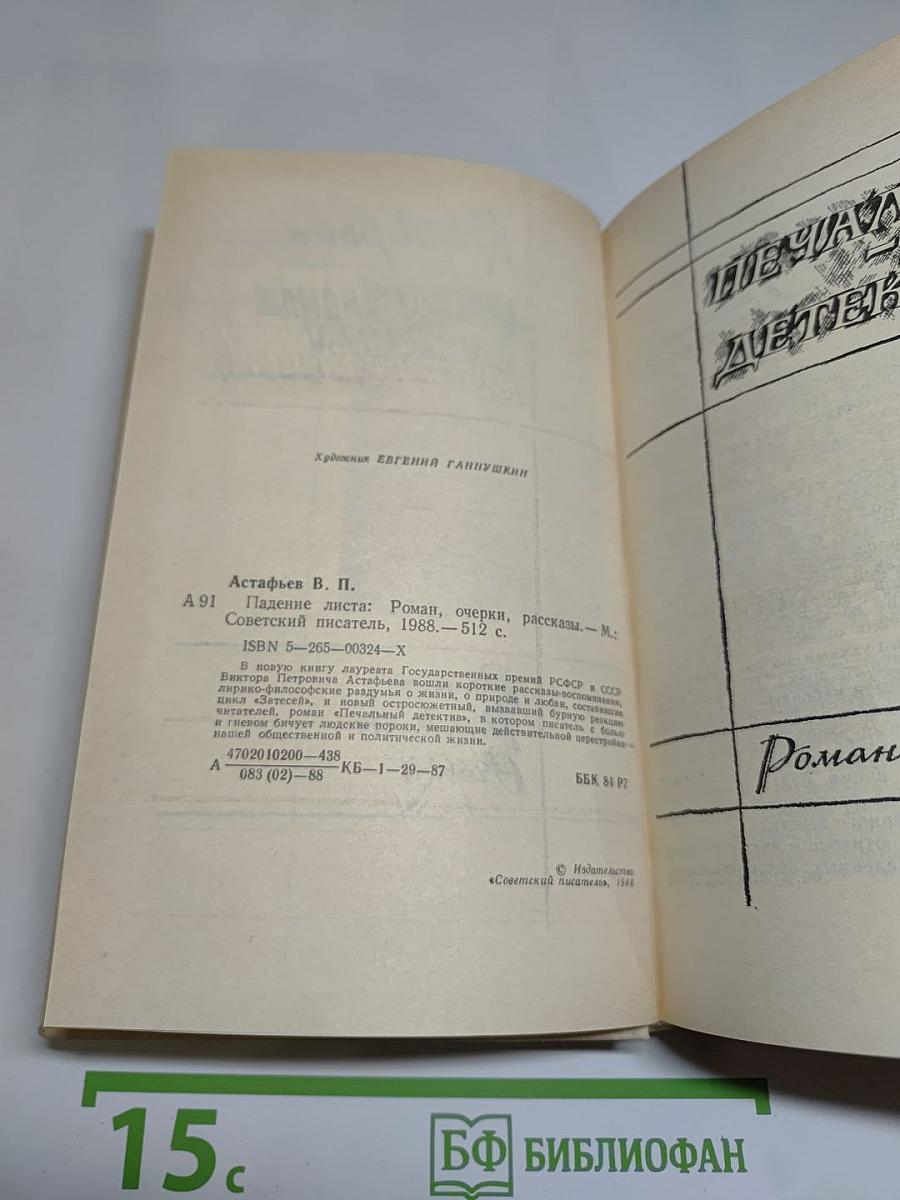 Художник ЕВГЕНИЙ ГАННУШКИН
Астафьев В. П.
А 91 Падение листа: Роман, очерки, рассказы.— М.:
Советский писатель, 1988.— 512 с.
ISBN 5—265—00324—X
В новую книгу лауреата Государственных премий РСФСР и СССР
Виктора Петровича Астафьева вошли короткие рассказы-воспоминания,
лирико-философские раздумья о жизни, о природе и любви, составившие
цикл «Затесей», и новый остросюжетный, вызвавший бурную реакцию
читателей, роман «Печальный детектив», в котором писатель с болью
и гневом бичует людские пороки, мешающие действительной перестройке
нашей общественной и политической жизни.
А 4702010200—438 КБ—1—29—87
083 (02)—88
ББК 84 Р7
© Издательство
«Советский писатель», 1988
ПЕЧАЛ
ДЕТЕК
Роман
15 с
БФ БИБЛИОФАН